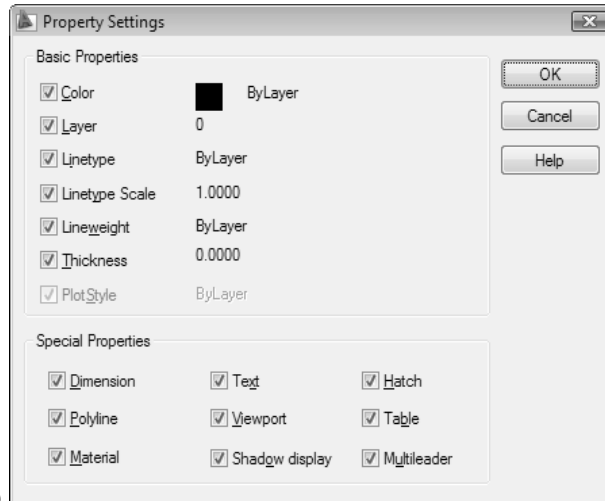 Property Settings
Basic Properties
Color ByLayer
Layer 0
Linetype ByLayer
Linetype Scale 1.0000
Lineweight ByLayer
Thickness 0.0000
PlotStyle ByLayer
OK
Cancel
Help
Special Properties
Dimension Text Hatch
Polyline Viewport Table
Material Shadow display Multileader